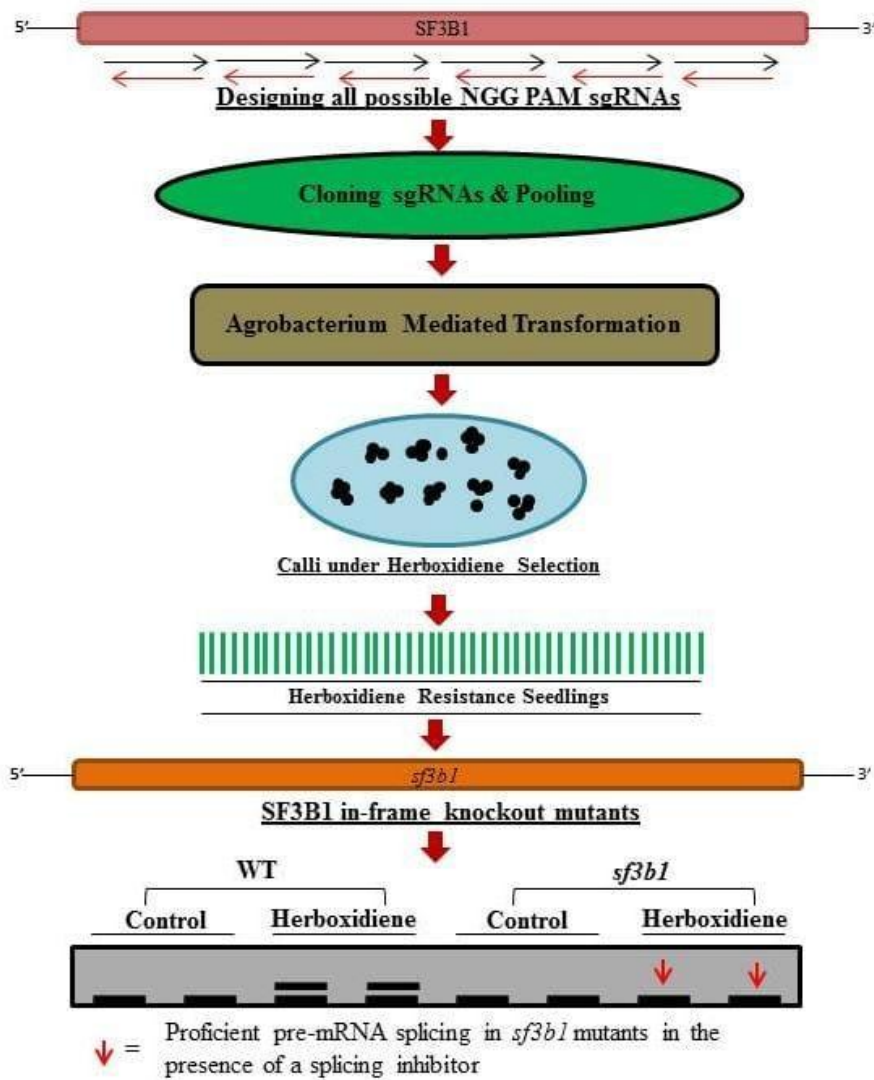 5’ SF3B1 3’
Designing all possible NGG PAM sgRNAs
Cloning sgRNAs & Pooling
Agrobacterium Mediated Transformation
Calli under Herboxidiene Selection
Herboxidiene Resistance Seedlings
5’ sf3b1 3’
SF3B1 in-frame knockout mutants
WT sf3b1
Control Herboxidiene Control Herboxidiene
= Proficient pre-mRNA splicing in sf3b1 mutants in the
presence of a splicing inhibitor